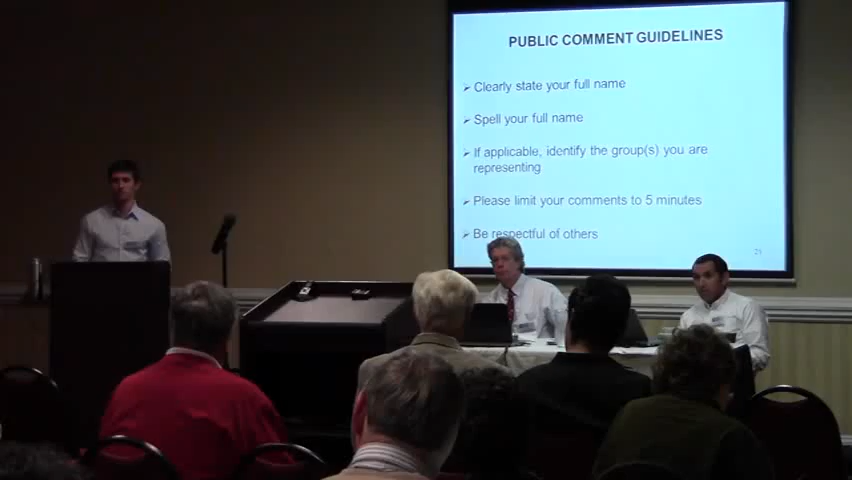 PUBLIC COMMENT GUIDELINES
➢ Clearly state your full name
➢ Spell your full name
➢ If applicable, identify the group(s) you are
representing
➢ Please limit your comments to 5 minutes
➢ Be respectful of others
21